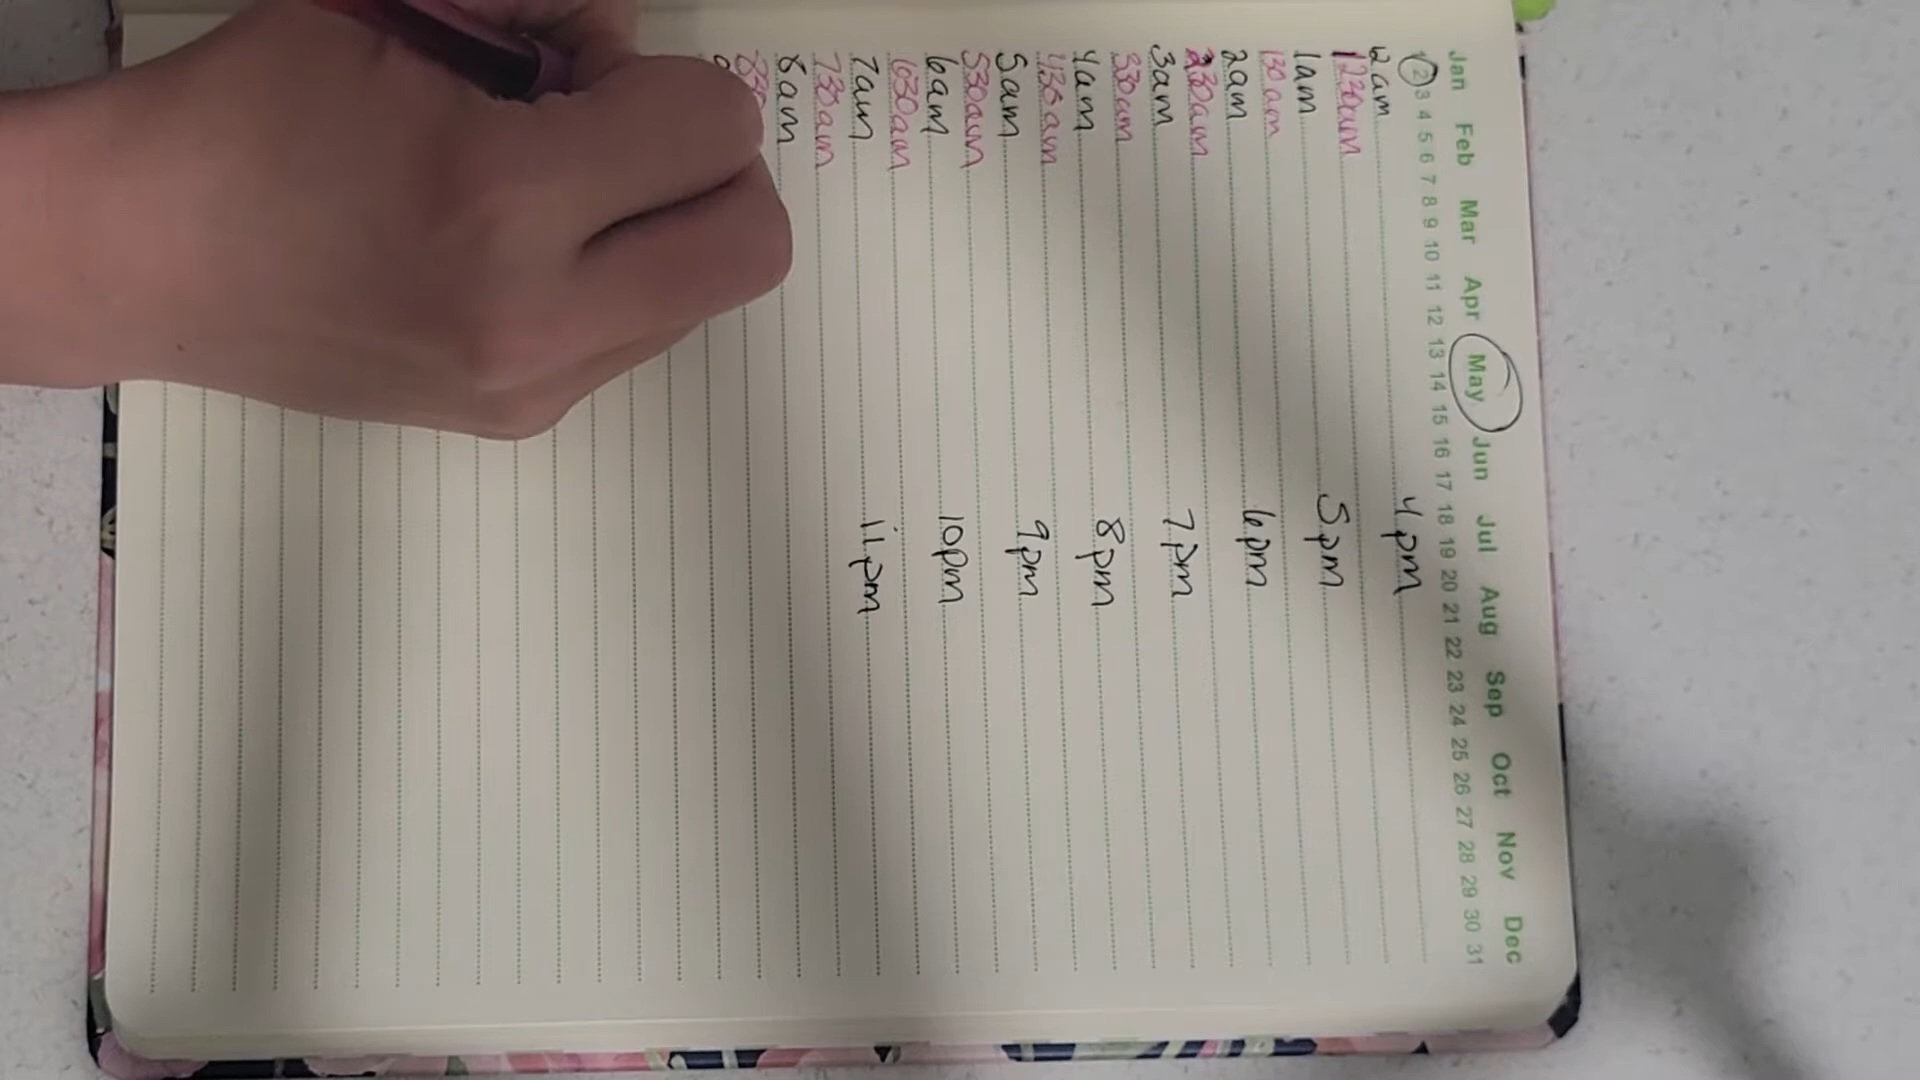 Jan Feb Mar Apr May Jun Jul Aug Sep Oct Nov Dec
1 2 3 4 5 6 7 8 9 10 11 12 13 14 15 16 17 18 19 20 21 22 23 24 25 26 27 28 29 30 31
12am
4pm
1230am
1am
5pm
130am
2am
6pm
230am
3am
7pm
330am
4am
8pm
430am
5am
9pm
530am
6am
10pm
630am
7am
11pm
730am
8am